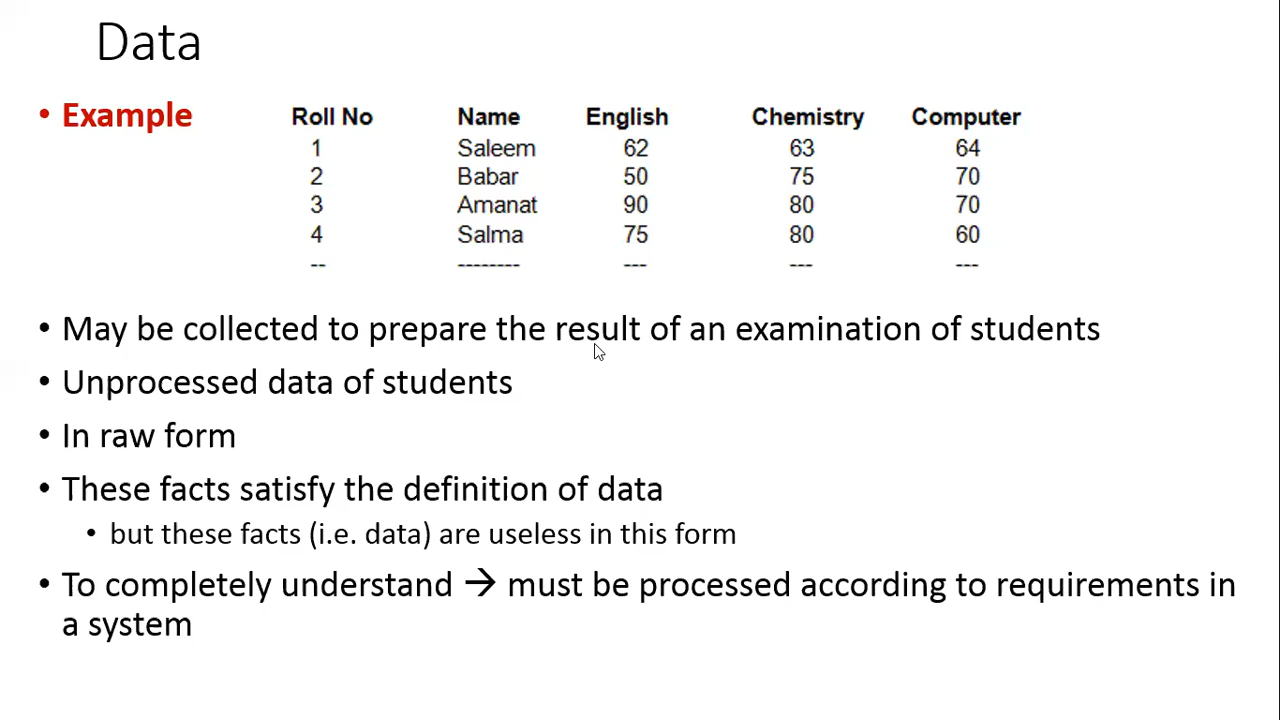 Data
• Example
Roll No Name English Chemistry Computer
1 Saleem 62 63 64
2 Babar 50 75 70
3 Amanat 90 80 70
4 Salma 75 80 60
-- -------- --- --- ---
• May be collected to prepare the result of an examination of students
• Unprocessed data of students
• In raw form
• These facts satisfy the definition of data
• but these facts (i.e. data) are useless in this form
• To completely understand → must be processed according to requirements in
a system